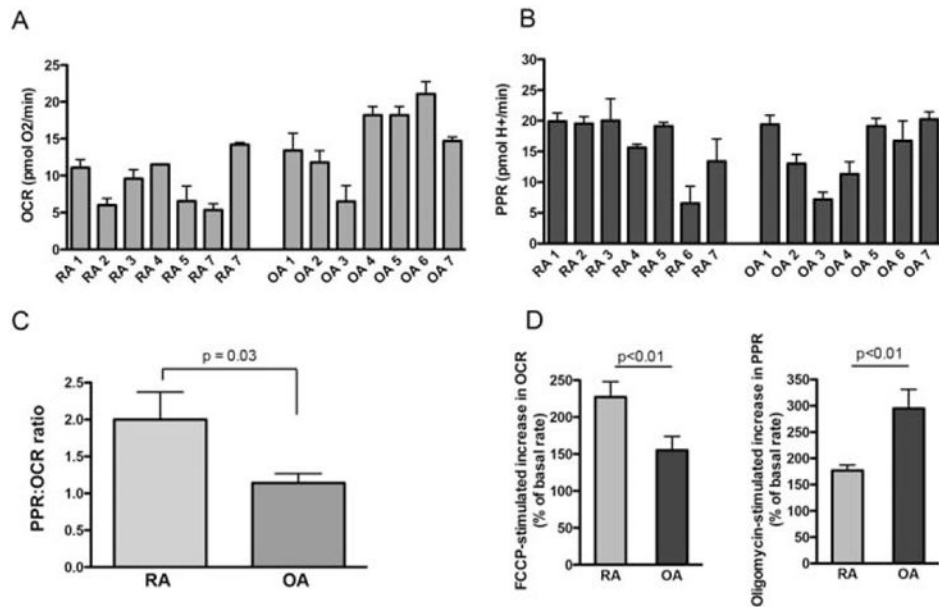 A
OCR (pmol O2/min)
25
20
15
10
5
0
RA 1
RA 2
RA 3
RA 4
RA 5
RA 7
RA 7
OA 1
OA 2
OA 3
OA 4
OA 5
OA 6
OA 7
B
PPR (pmol H+/min)
30
25
20
15
10
5
0
RA 1
RA 2
RA 3
RA 4
RA 5
RA 6
RA 7
OA 1
OA 2
OA 3
OA 4
OA 5
OA 6
OA 7
C
p = 0.03
PPR:OCR ratio
2.5
2.0
1.5
1.0
0.5
0.0
RA
OA
D
p<0.01
FCCP-stimulated increase in OCR
(% of basal rate)
250
200
150
100
50
0
RA
OA
p<0.01
Oligomycin-stimulated increase in PPR
(% of basal rate)
350
300
250
200
150
100
50
0
RA
OA